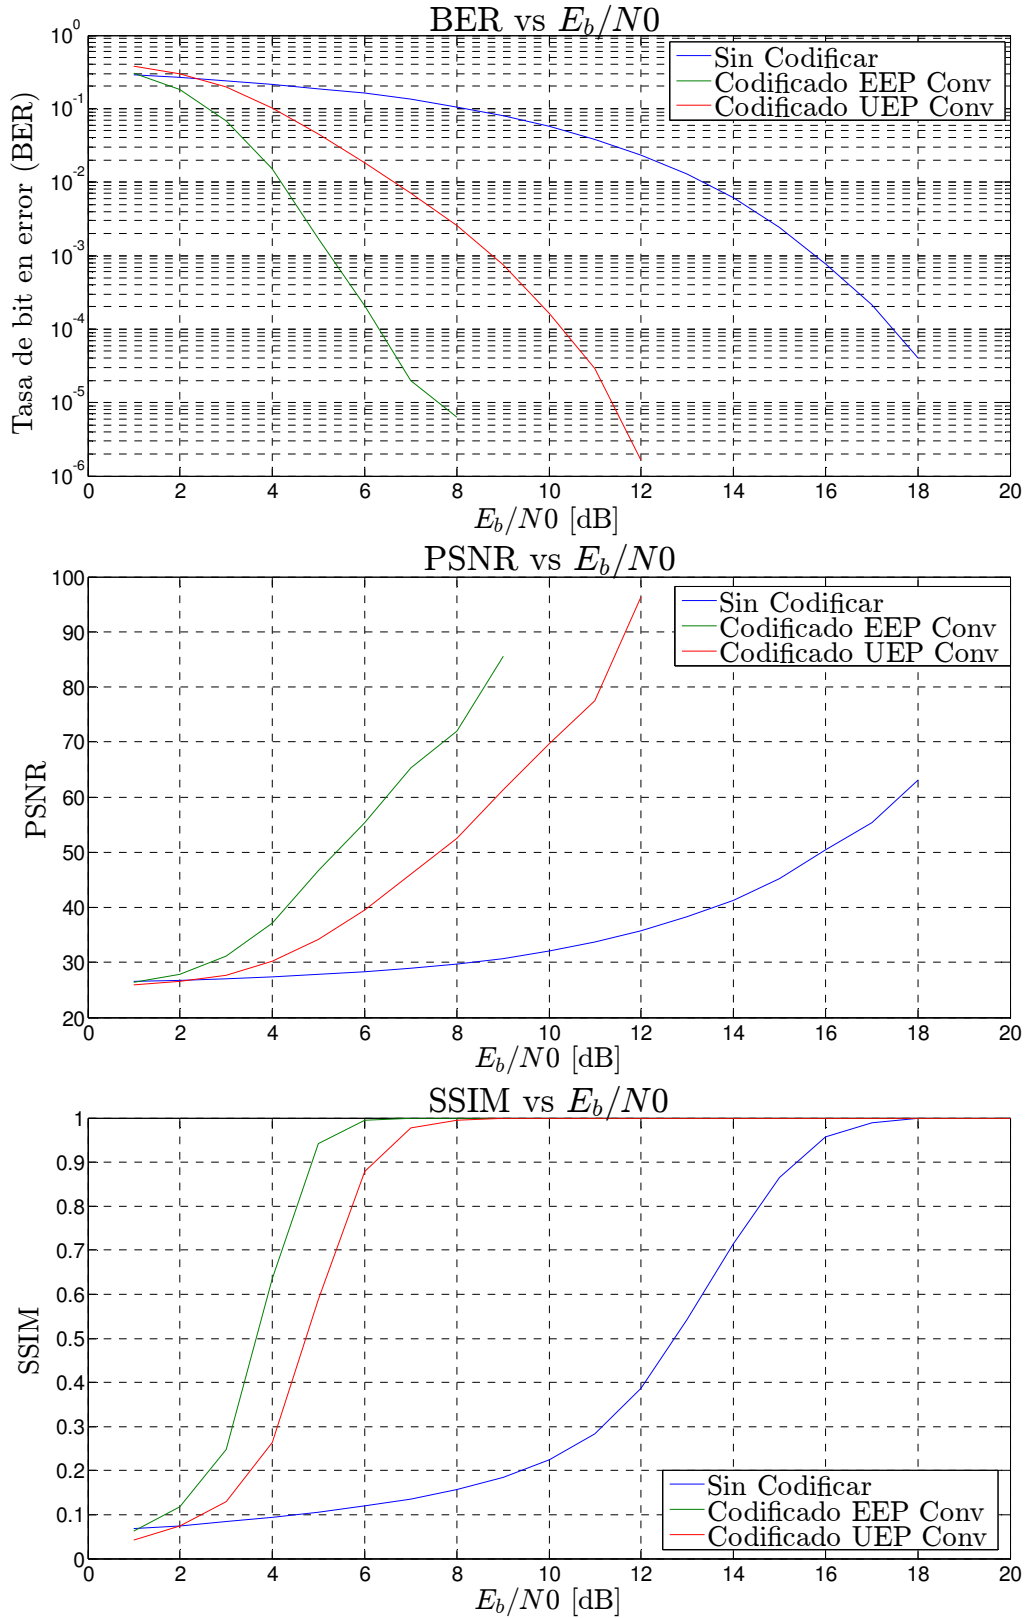 BER vs E_b/N0
10^0
10^-1
10^-2
10^-3
10^-4
10^-5
10^-6
Tasa de bit en error (BER)
Sin Codificar
Codificado EEP Conv
Codificado UEP Conv
0 2 4 6 8 10 12 14 16 18 20
E_b/N0 [dB]
PSNR vs E_b/N0
100
90
80
70
60
50
40
30
20
PSNR
Sin Codificar
Codificado EEP Conv
Codificado UEP Conv
0 2 4 6 8 10 12 14 16 18 20
E_b/N0 [dB]
SSIM vs E_b/N0
1
0.9
0.8
0.7
0.6
0.5
0.4
0.3
0.2
0.1
0
SSIM
Sin Codificar
Codificado EEP Conv
Codificado UEP Conv
0 2 4 6 8 10 12 14 16 18 20
E_b/N0 [dB]